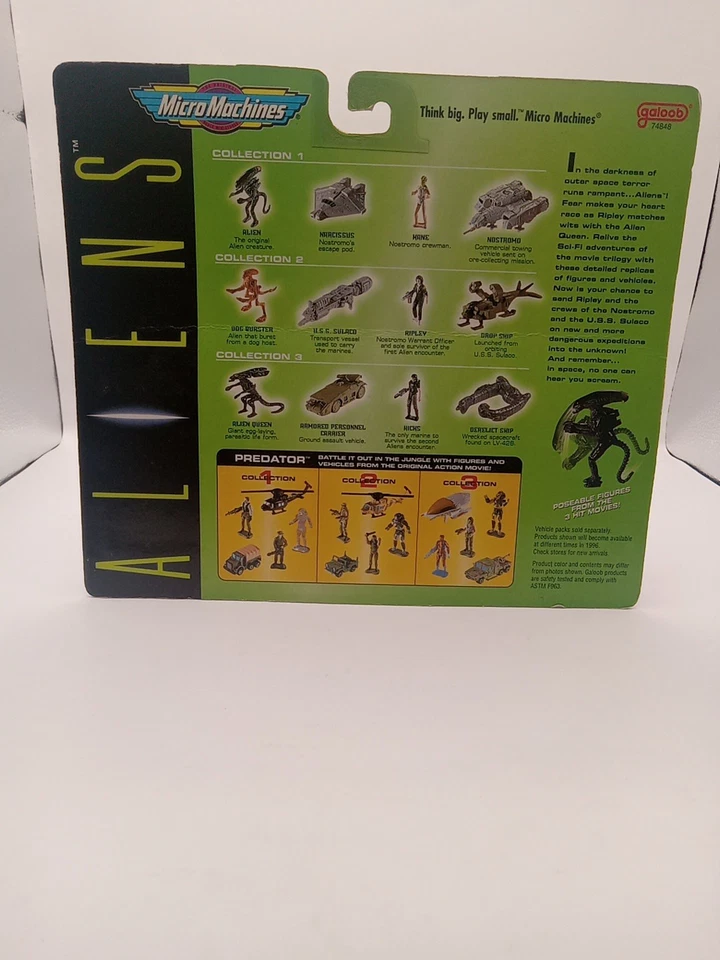 ALIENS™
THE ORIGINAL
MicroMachines®
Think big. Play small.™ Micro Machines®
galoob®
74848
COLLECTION 1
ALIEN
The original
Alien creature.
NARCISSUS
Nostromo's
escape pod.
KANE
Nostromo crewman.
NOSTROMO
Commercial towing
vehicle sent on
ore-collecting mission.
COLLECTION 2
DOG BURSTER
Alien that burst
from a dog host.
U.S.S. SULACO
Transport vessel
used to carry
the marines.
RIPLEY
Nostromo Warrant Officer
and sole survivor of the
first Alien encounter.
DROP SHIP
Launched from
orbiting
U.S.S. Sulaco.
COLLECTION 3
ALIEN QUEEN
Giant egg-laying,
parasitic life form.
ARMORED PERSONNEL
CARRIER
Ground assault vehicle.
HICKS
The only marine to
survive the second
Aliens encounter.
DERELICT SHIP
Wrecked spacecraft
found on LV-426.
In the darkness of
outer space terror
runs rampant...Aliens™!
Fear makes your heart
race as Ripley matches
wits with the Alien
Queen. Relive the
Sci-Fi adventures of
the movie trilogy with
these detailed replicas
of figures and vehicles.
Now is your chance to
send Ripley and the
crews of the Nostromo
and the U.S.S. Sulaco
on new and more
dangerous expeditions
into the unknown!
And remember...
in space, no one can
hear you scream.
POSEABLE FIGURES
FROM THE
3 HIT MOVIES!
PREDATOR™
BATTLE IT OUT IN THE JUNGLE WITH FIGURES AND
VEHICLES FROM THE ORIGINAL ACTION MOVIE!
COLLECTION 1
COLLECTION 2
COLLECTION 3
Vehicle packs sold separately.
Products shown will become available
at different times in 1996.
Check stores for new arrivals.
Product color and contents may differ
from photos shown. Galoob products
are safety tested and comply with
ASTM F963.